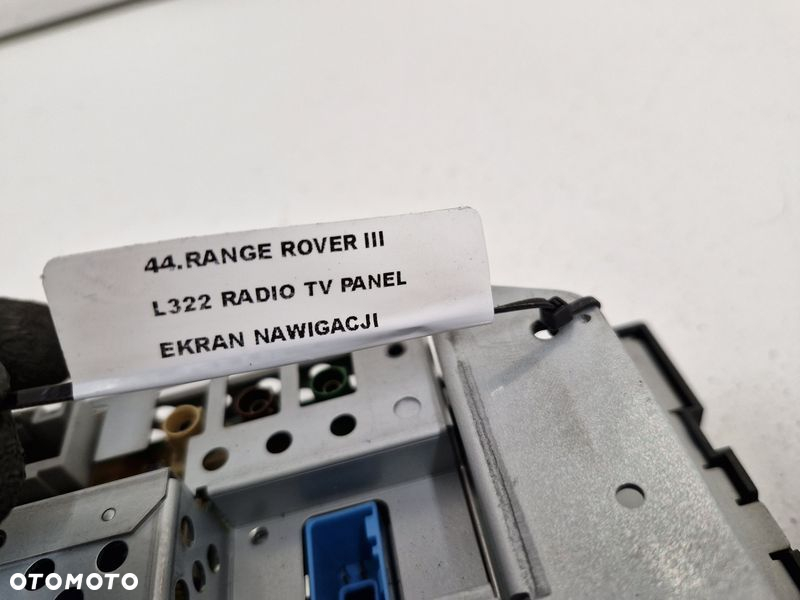 44.RANGE ROVER III
L322 RADIO TV PANEL
EKRAN NAWIGACJI
OTOMOTO